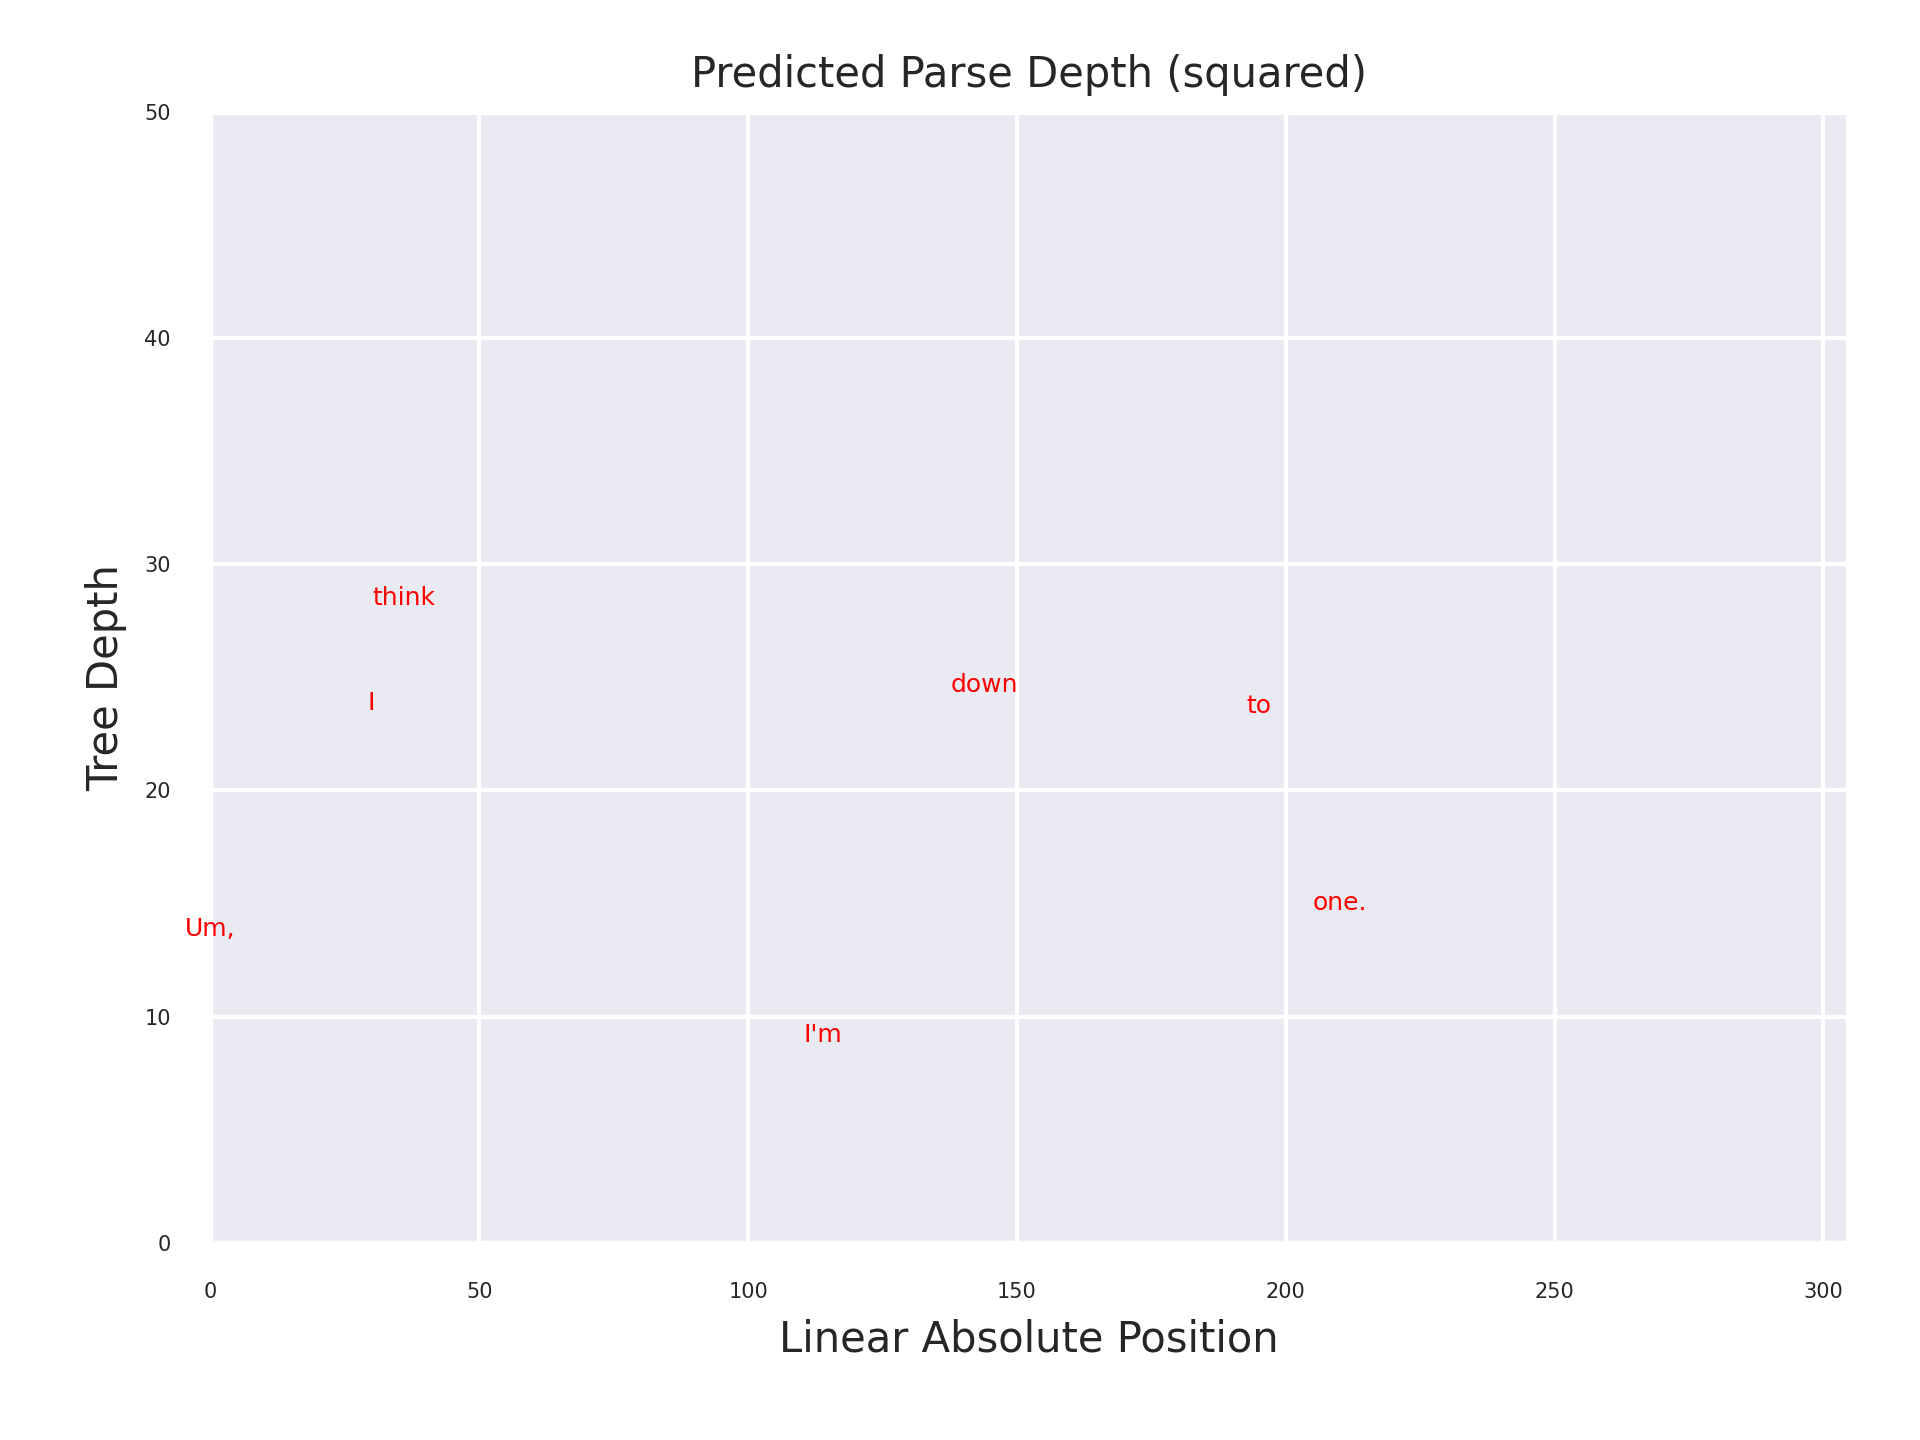 Predicted Parse Depth (squared)
50
40
30
20
10
0
Tree Depth
think
I
down
to
one.
Um,
I'm
0 50 100 150 200 250 300
Linear Absolute Position